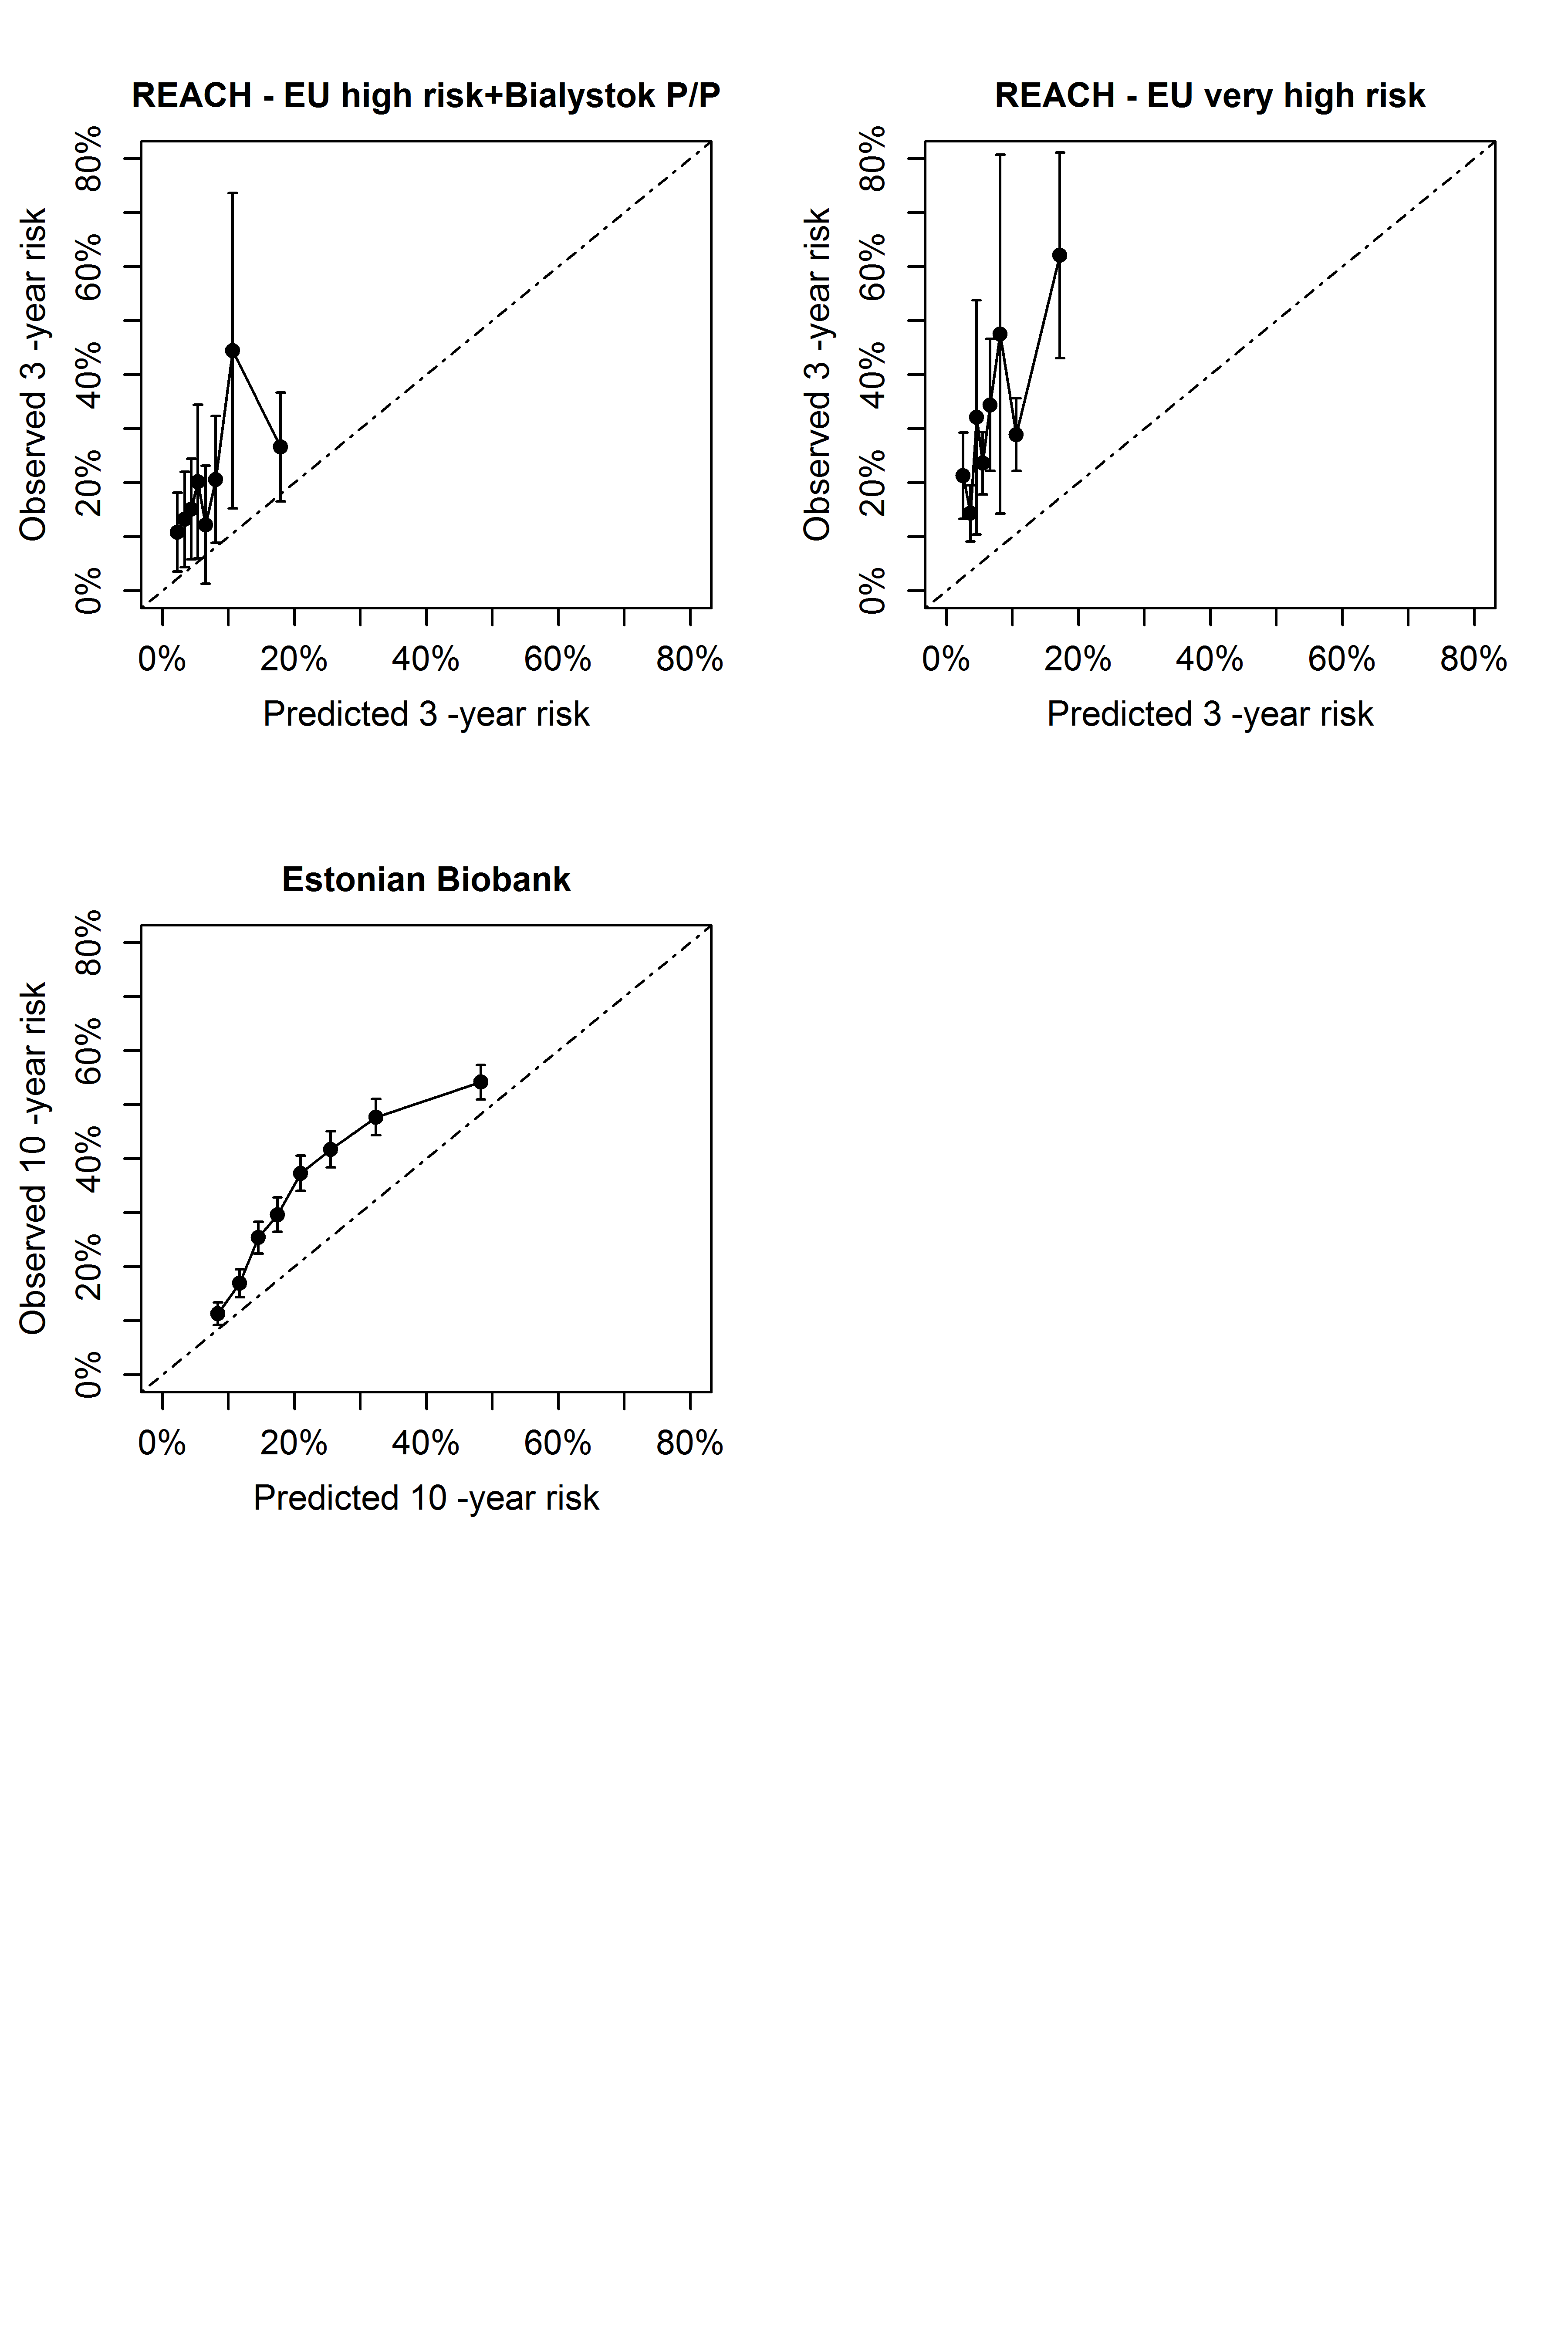 REACH - EU high risk+Bialystok P/P
Observed 3 -year risk
80%
60%
40%
20%
0%
0% 20% 40% 60% 80%
Predicted 3 -year risk
REACH - EU very high risk
Observed 3 -year risk
80%
60%
40%
20%
0%
0% 20% 40% 60% 80%
Predicted 3 -year risk
Estonian Biobank
Observed 10 -year risk
80%
60%
40%
20%
0%
0% 20% 40% 60% 80%
Predicted 10 -year risk